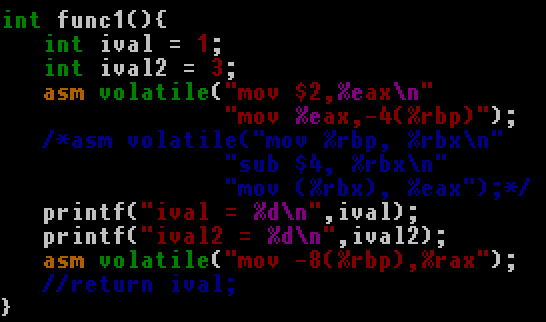 int func1(){
int ival = 1;
int ival2 = 3;
asm volatile("mov $2,%eax\n"
"mov %eax,-4(%rbp)");
/*asm volatile("mov %rbp, %rbx\n"
"sub $4, %rbx\n"
"mov (%rbx), %eax");*/
printf("ival = %d\n",ival);
printf("ival2 = %d\n",ival2);
asm volatile("mov -8(%rbp),%rax");
//return ival;
}